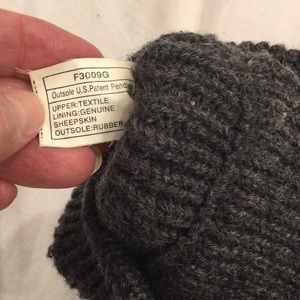 F3009G
Outsole U.S.Patent Pending
UPPER:TEXTILE
LINING:GENUINE
SHEEPSKIN
OUTSOLE:RUBBER